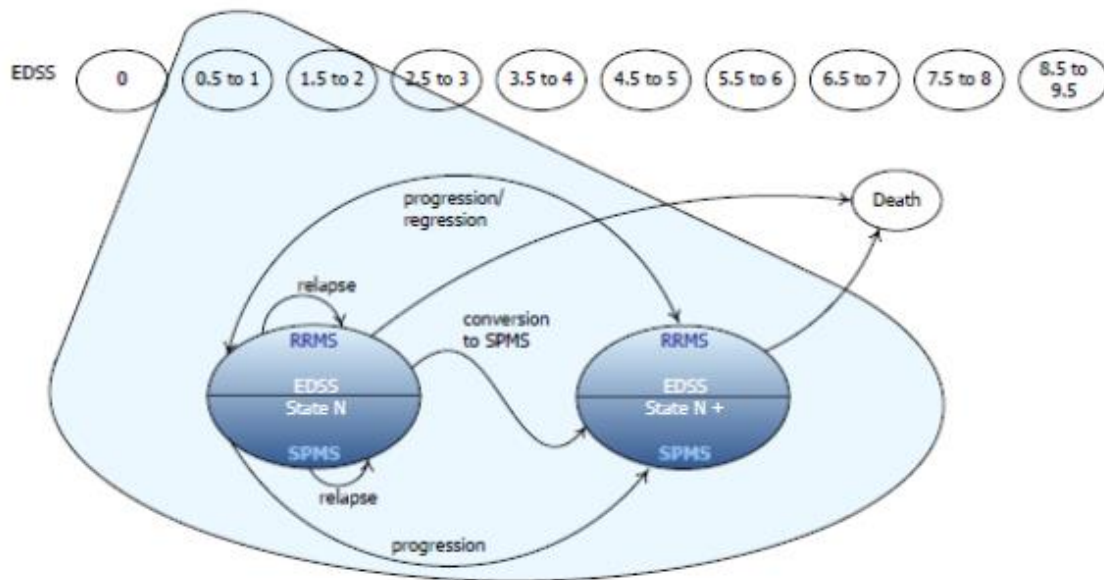 EDSS 0 0.5 to 1 1.5 to 2 2.5 to 3 3.5 to 4 4.5 to 5 5.5 to 6 6.5 to 7 7.5 to 8 8.5 to
9.5
Death
progression/
regression
relapse
conversion
to SPMS
RRMS
EDSS
State N
SPMS
relapse
RRMS
EDSS
State N +
SPMS
progression